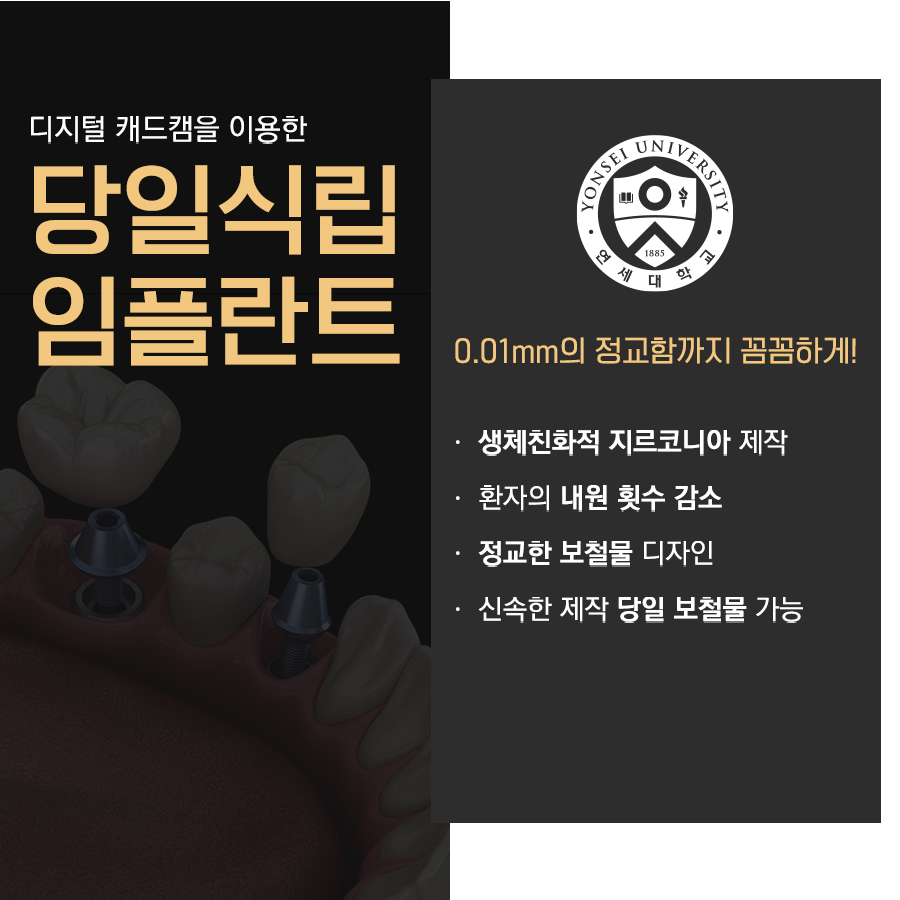 디지털 캐드캠을 이용한
당일식립
임플란트
YONSEI UNIVERSITY
1885
연세대학교
0.01mm의 정교함까지 꼼꼼하게!
· 생체친화적 지르코니아 제작
· 환자의 내원 횟수 감소
· 정교한 보철물 디자인
· 신속한 제작 당일 보철물 가능